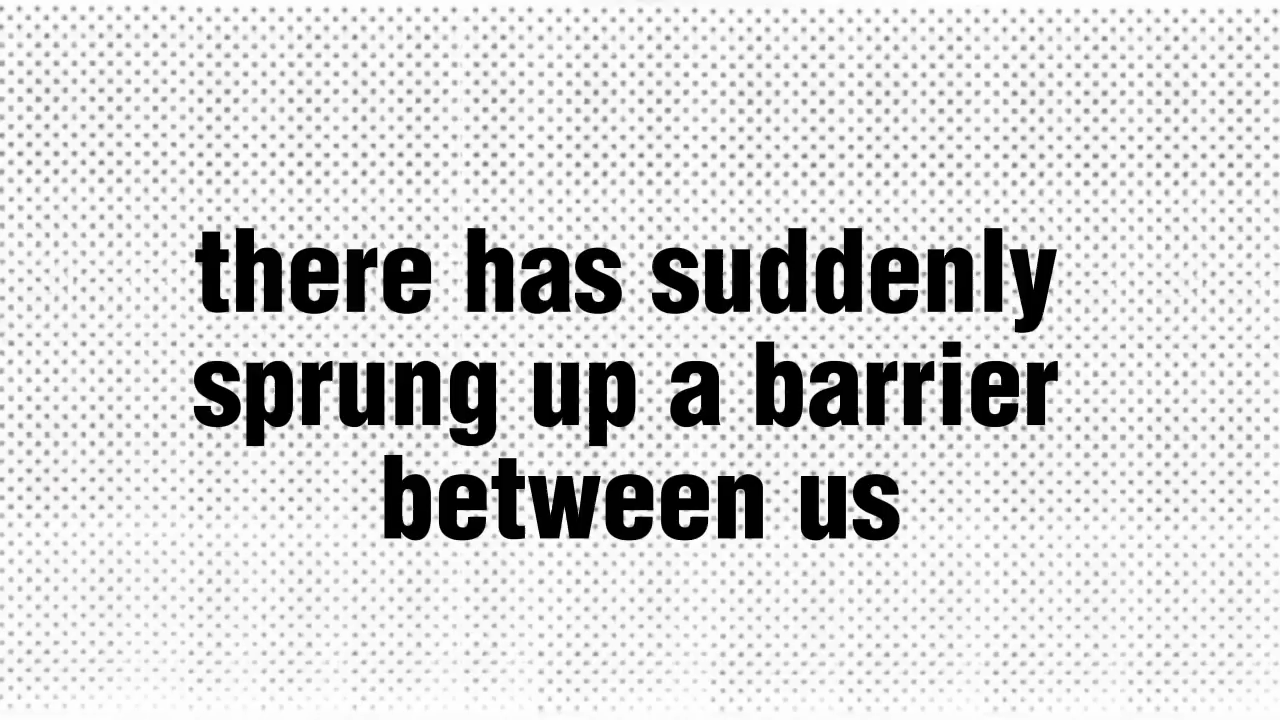 there has suddenly
sprung up a barrier
between us